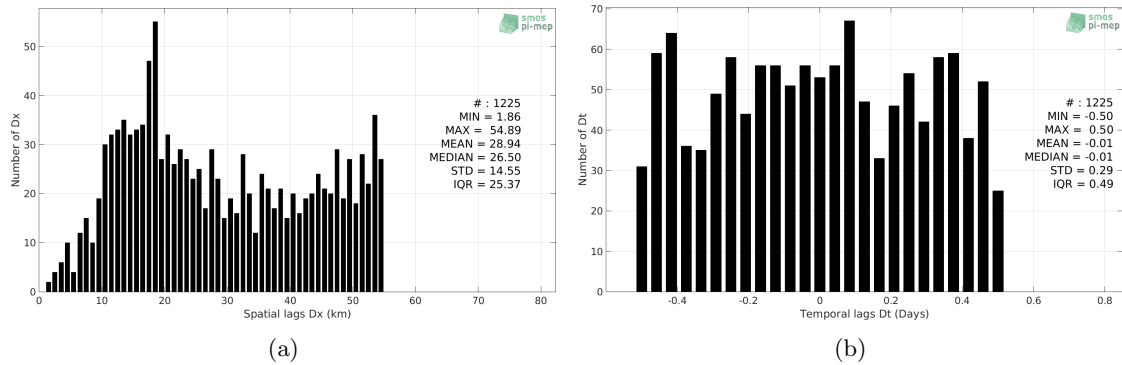 smos
pi-mep
50
40
30
20
10
0
Number of Dx
# : 1225
MIN = 1.86
MAX = 54.89
MEAN = 28.94
MEDIAN = 26.50
STD = 14.55
IQR = 25.37
0 10 20 30 40 50 60 70 80
Spatial lags Dx (km)
(a)
smos
pi-mep
70
60
50
40
30
20
10
0
Number of Dt
# : 1225
MIN = -0.50
MAX = 0.50
MEAN = -0.01
MEDIAN = -0.01
STD = 0.29
IQR = 0.49
-0.4 -0.2 0 0.2 0.4 0.6 0.8
Temporal lags Dt (Days)
(b)